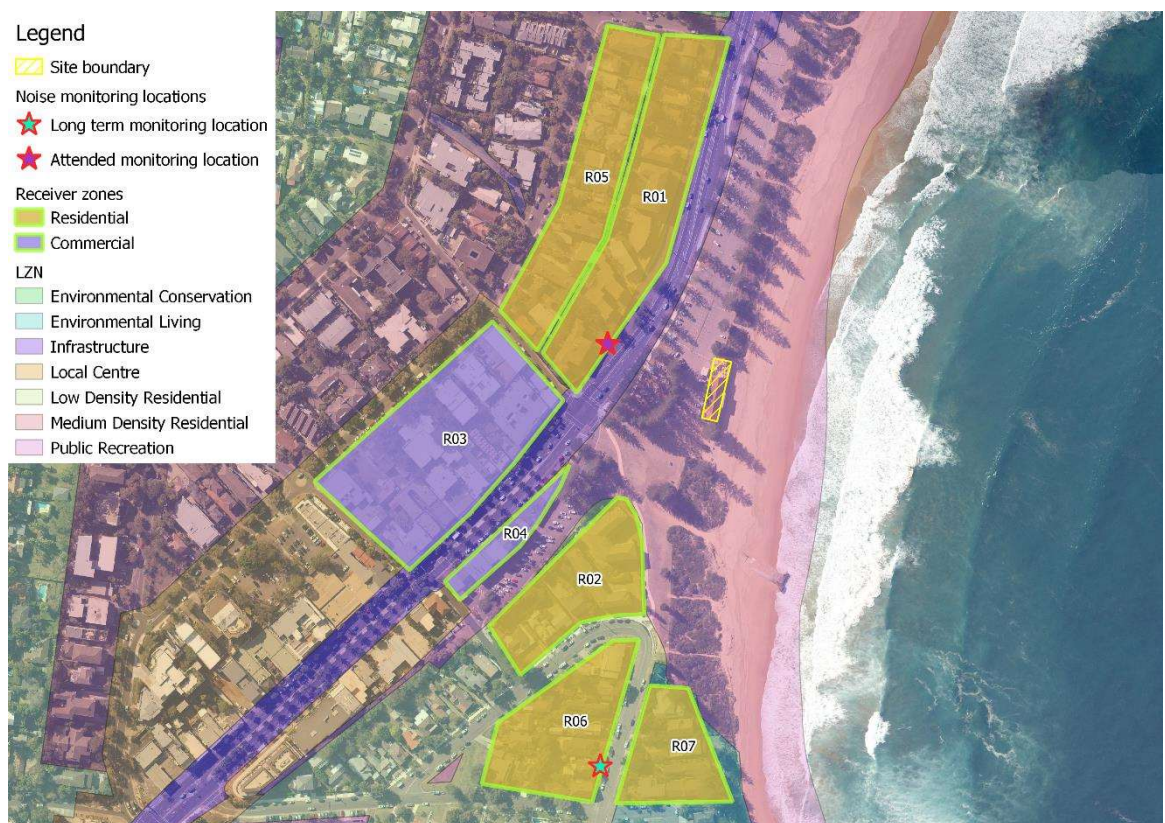 Legend
Site boundary
Noise monitoring locations
Long term monitoring location
Attended monitoring location
Receiver zones
Residential
Commercial
LZN
Environmental Conservation
Environmental Living
Infrastructure
Local Centre
Low Density Residential
Medium Density Residential
Public Recreation
R05
R01
R03
R04
R02
R06
R07